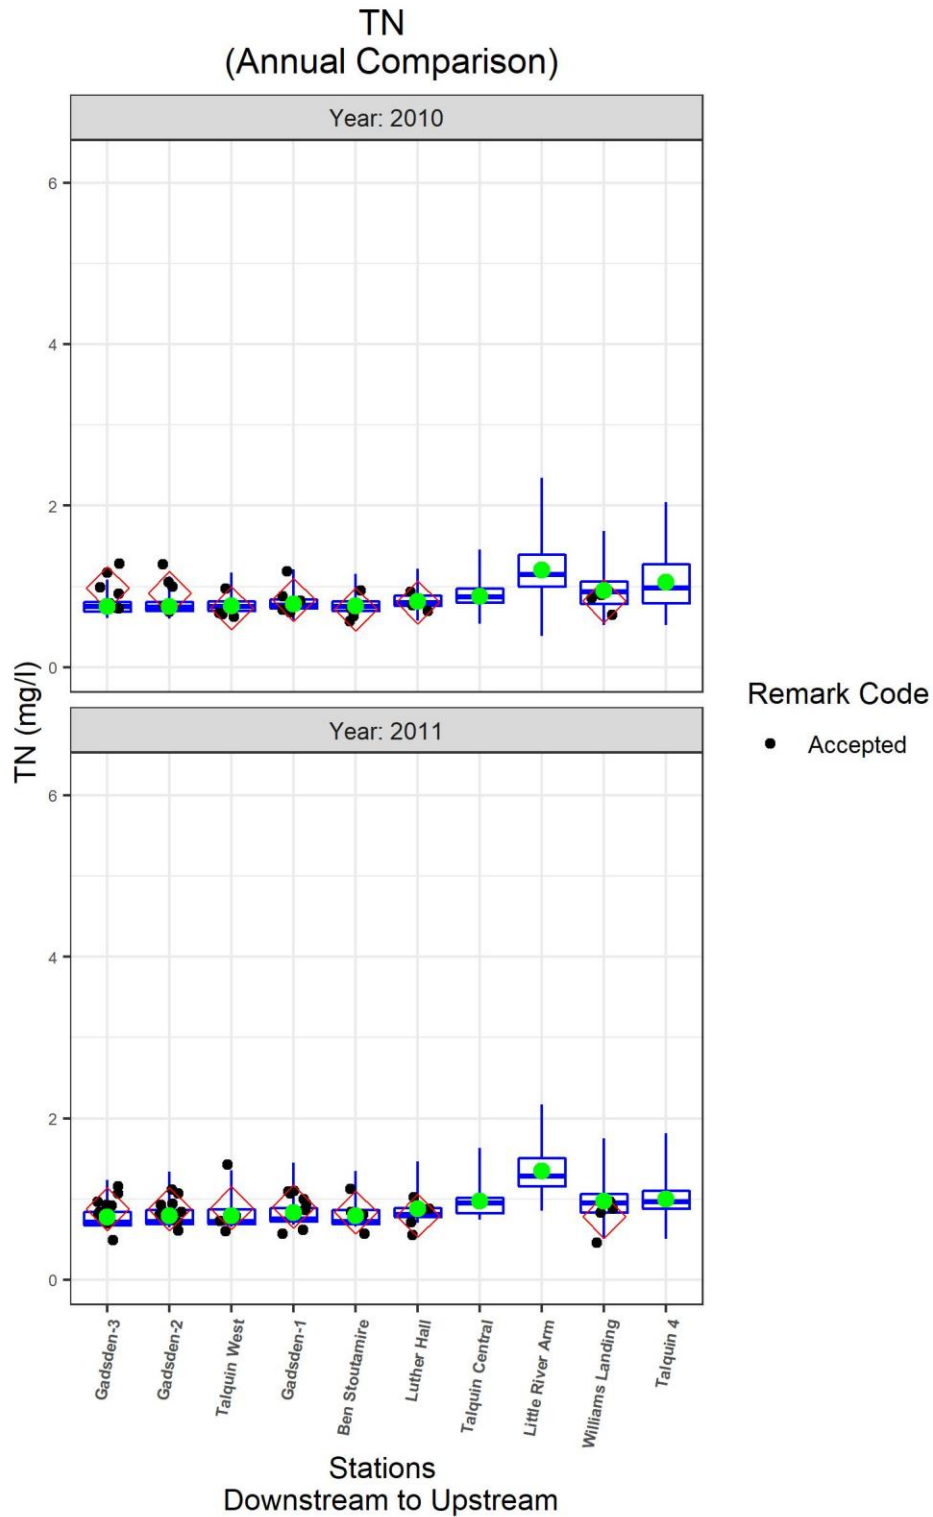 TN
(Annual Comparison)
Year: 2010
6
4
2
0
Year: 2011
6
4
2
0
TN (mg/l)
Gadsden-3
Gadsden-2
Talquin West
Gadsden-1
Ben Stoutamire
Luther Hall
Talquin Central
Little River Arm
Williams Landing
Talquin 4
Stations
Downstream to Upstream
Remark Code
Accepted